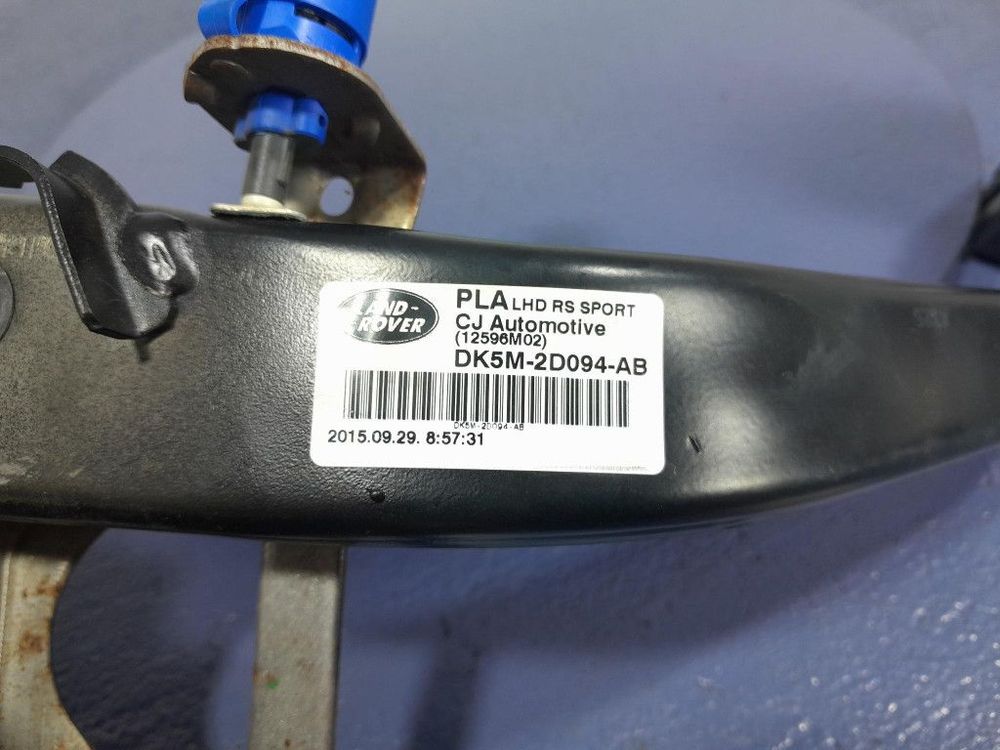 LAND-
ROVER
PLA LHD RS SPORT
CJ Automotive
(12596M02)
DK5M-2D094-AB
DK5M-2D094-AB
2015.09.29. 8:57:31